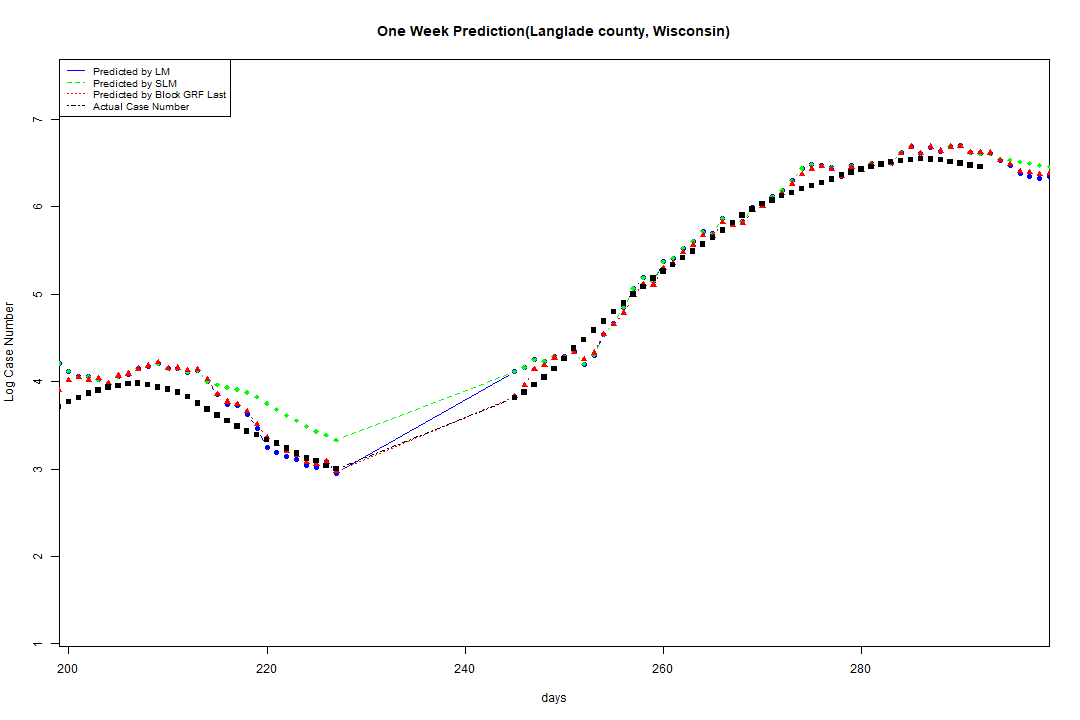 One Week Prediction(Langlade county, Wisconsin)
Predicted by LM
Predicted by SLM
Predicted by Block GRF Last
Actual Case Number
Log Case Number
7
6
5
4
3
2
1
200 220 240 260 280
days